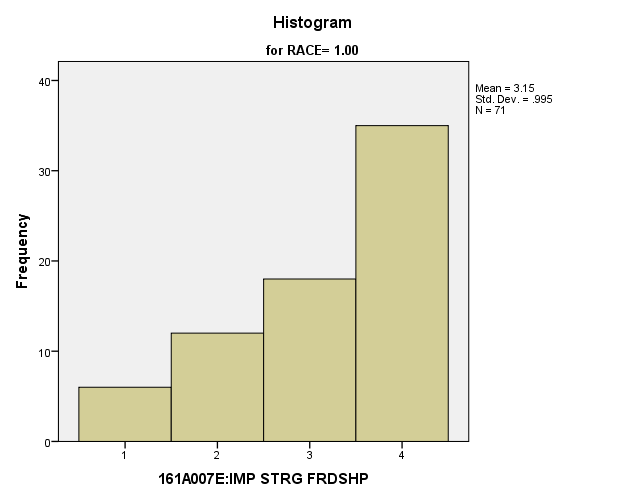 Histogram
for RACE= 1.00
Mean = 3.15
Std. Dev. = .995
N = 71
Frequency
40
30
20
10
0
1 2 3 4
161A007E:IMP STRG FRDSHP